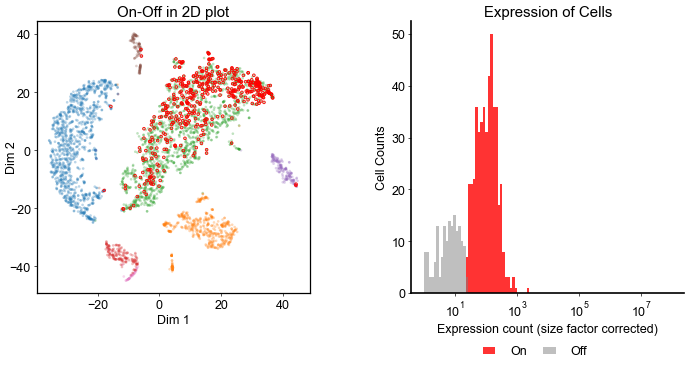 On-Off in 2D plot
40
20
0
−20
−40
Dim 2
−20
0
20
40
Dim 1
Expression of Cells
50
40
30
20
10
0
Cell Counts
10^1
10^3
10^5
10^7
Expression count (size factor corrected)
On
Off